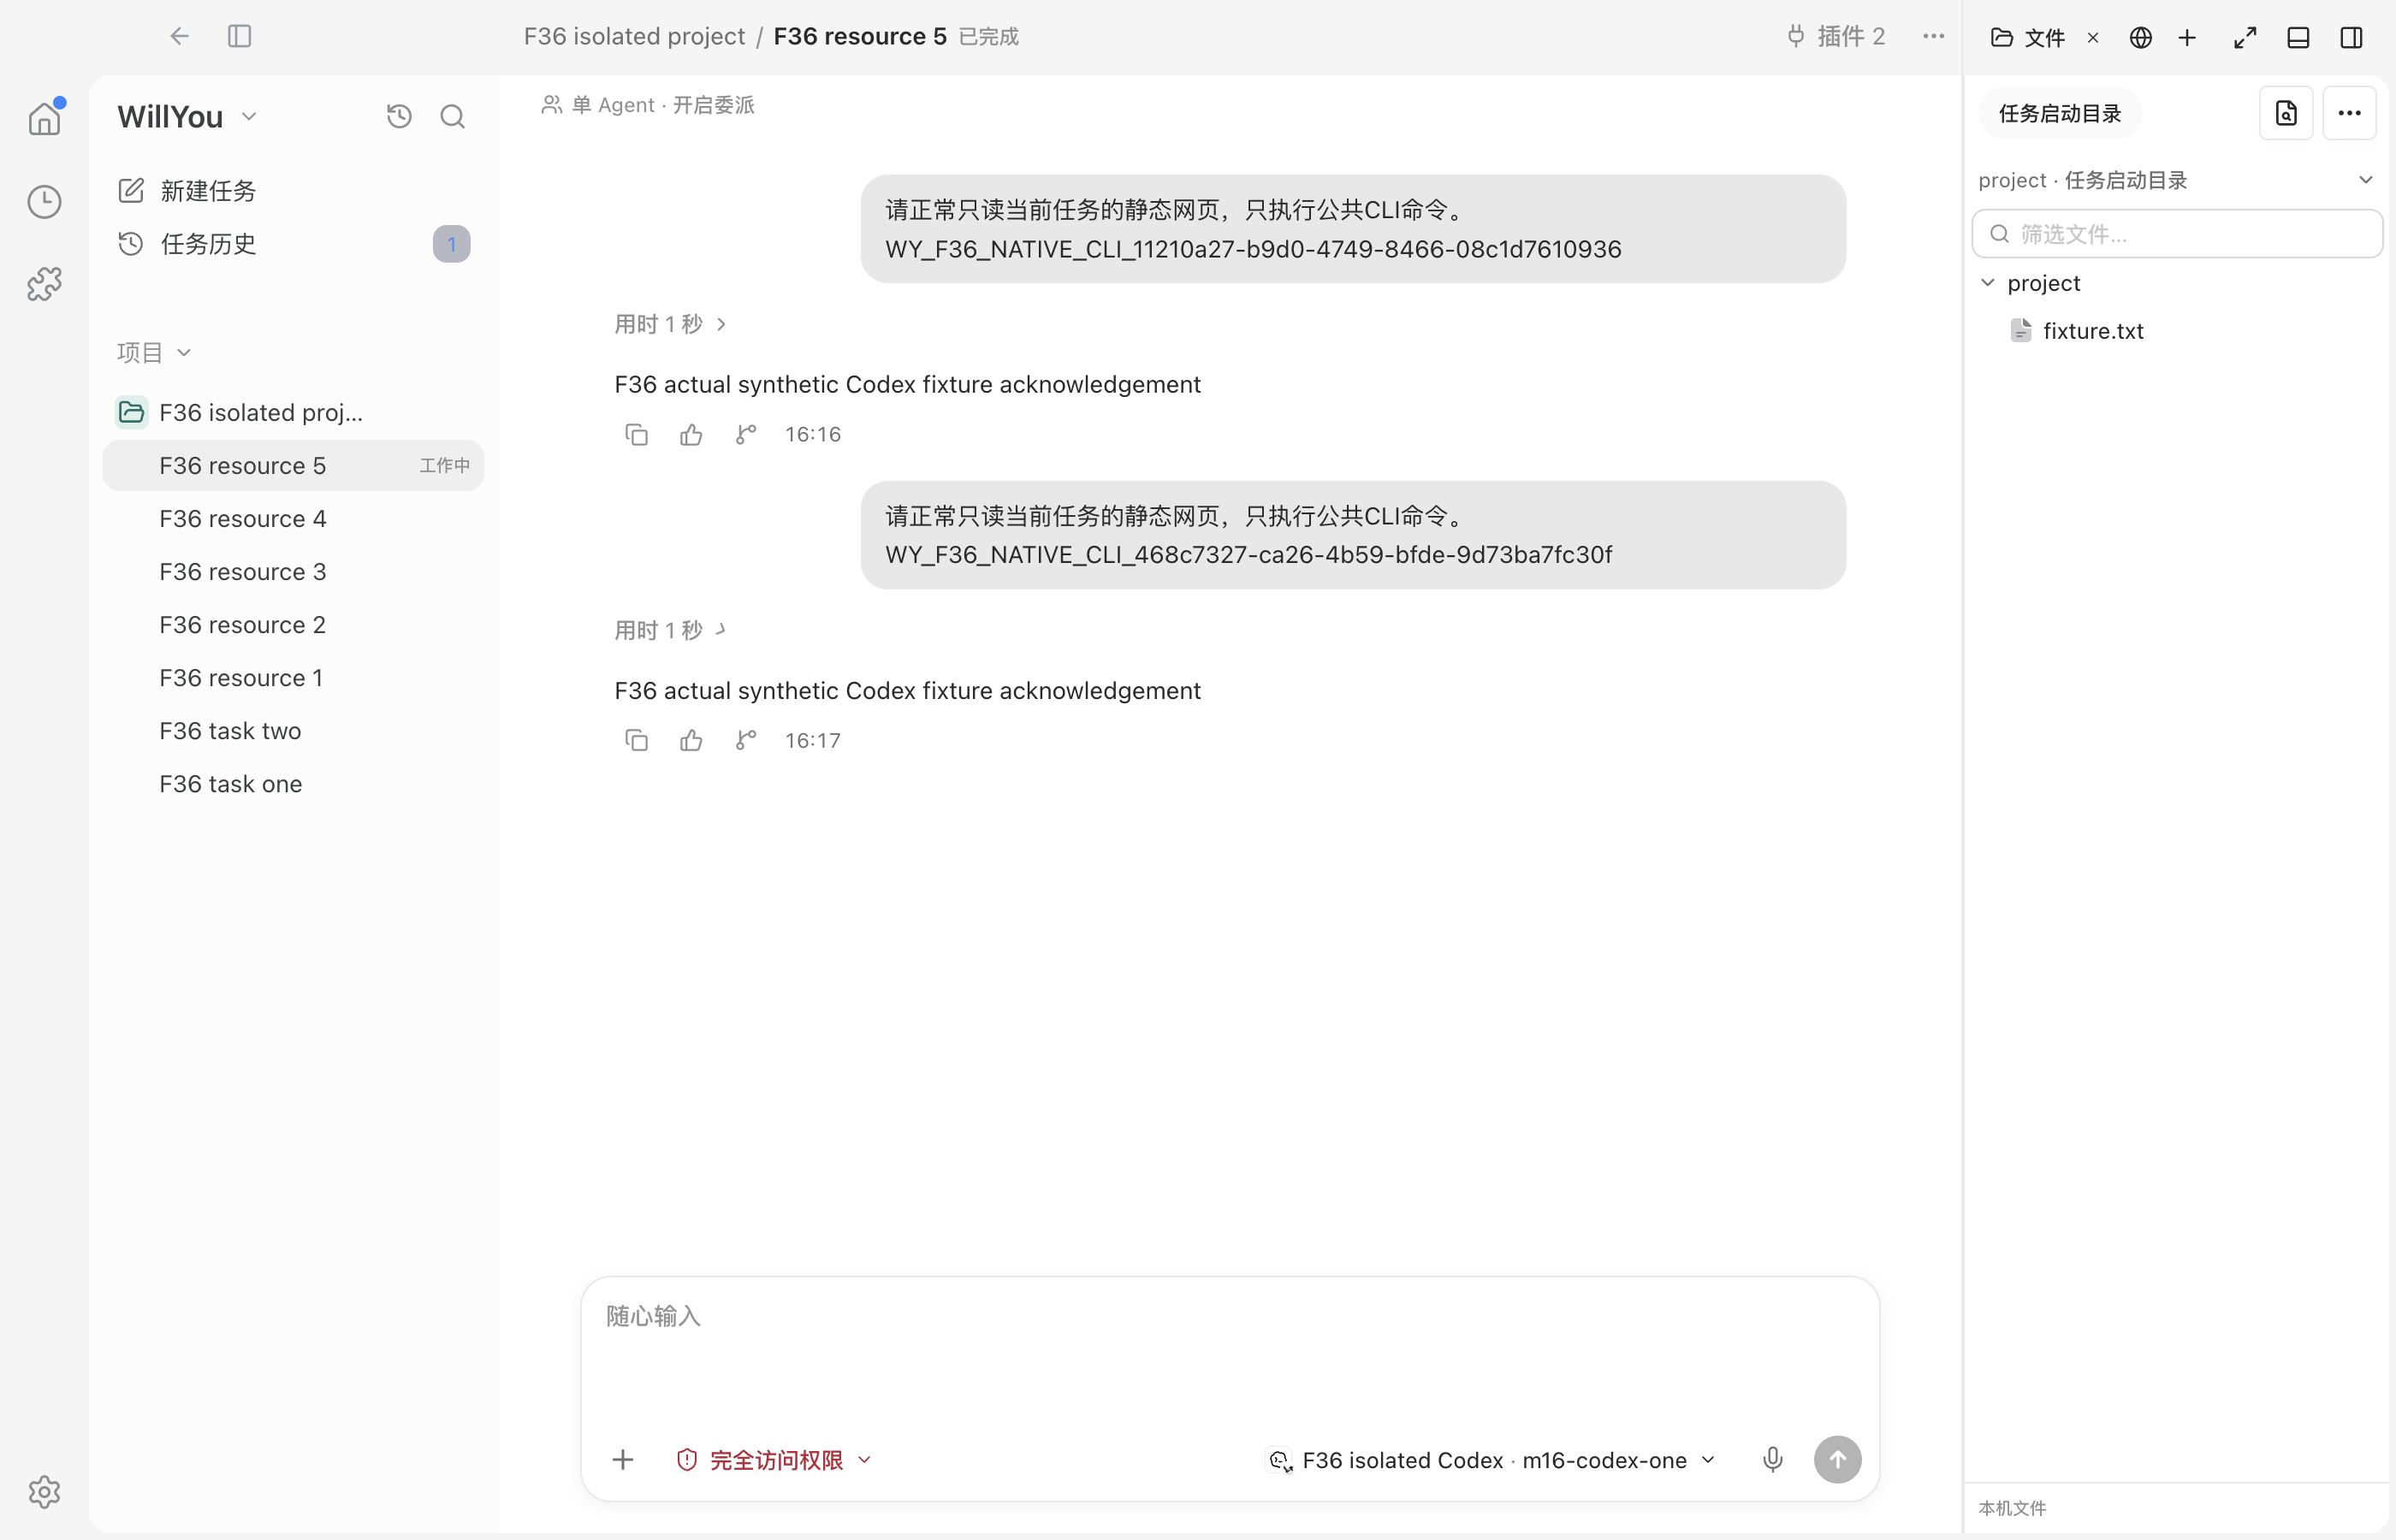 F36 isolated project / F36 resource 5 已完成
插件 2
文件
WillYou
新建任务
任务历史
1
项目
F36 isolated proj...
F36 resource 5
工作中
F36 resource 4
F36 resource 3
F36 resource 2
F36 resource 1
F36 task two
F36 task one
单 Agent · 开启委派
请正常只读当前任务的静态网页，只执行公共CLI命令。
WY_F36_NATIVE_CLI_11210a27-b9d0-4749-8466-08c1d7610936
用时 1 秒
F36 actual synthetic Codex fixture acknowledgement
16:16
请正常只读当前任务的静态网页，只执行公共CLI命令。
WY_F36_NATIVE_CLI_468c7327-ca26-4b59-bfde-9d73ba7fc30f
用时 1 秒
F36 actual synthetic Codex fixture acknowledgement
16:17
随心输入
完全访问权限
F36 isolated Codex · m16-codex-one
任务启动目录
project · 任务启动目录
筛选文件...
project
fixture.txt
本机文件